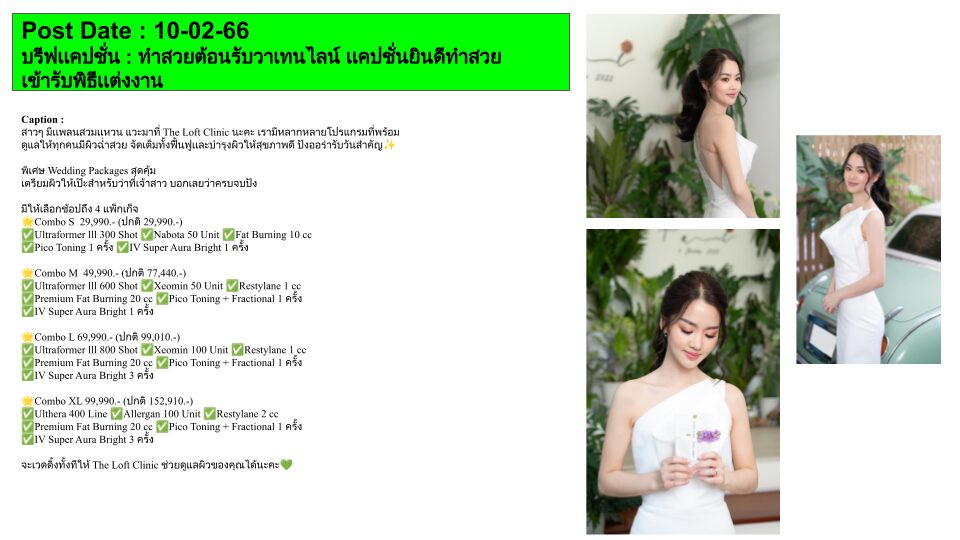 Post Date : 10-02-66
บรีฟแคปชั่น : ทำสวยต้อนรับวาเทนไลน์ แคปชั่นยินดีทำสวย
เข้ารับพิธีแต่งงาน
Caption :
สาวๆ มีแพลนสวมแหวน แวะมาที่ The Loft Clinic นะคะ เรามีหลากหลายโปรแกรมที่พร้อม
ดูแลให้ทุกคนมีผิวฉ่ำสวย จัดเต็มทั้งฟื้นฟูและบำรุงผิวให้สุขภาพดี ปังออร่ารับวันสำคัญ✨
พิเศษ Wedding Packages สุดคุ้ม
เตรียมผิวให้เป๊ะสำหรับว่าที่เจ้าสาว บอกเลยว่าครบจบปัง
มีให้เลือกช้อปถึง 4 แพ็กเก็จ
🌟Combo S 29,990.- (ปกติ 29,990.-)
✅Ultraformer lll 300 Shot ✅Nabota 50 Unit ✅Fat Burning 10 cc
✅Pico Toning 1 ครั้ง ✅IV Super Aura Bright 1 ครั้ง
🌟Combo M 49,990.- (ปกติ 77,440.-)
✅Ultraformer lll 600 Shot ✅Xeomin 50 Unit ✅Restylane 1 cc
✅Premium Fat Burning 20 cc ✅Pico Toning + Fractional 1 ครั้ง
✅IV Super Aura Bright 1 ครั้ง
🌟Combo L 69,990.- (ปกติ 99,010.-)
✅Ultraformer lll 800 Shot ✅Xeomin 100 Unit ✅Restylane 1 cc
✅Premium Fat Burning 20 cc ✅Pico Toning + Fractional 1 ครั้ง
✅IV Super Aura Bright 3 ครั้ง
🌟Combo XL 99,990.- (ปกติ 152,910.-)
✅Ulthera 400 Line ✅Allergan 100 Unit ✅Restylane 2 cc
✅Premium Fat Burning 20 cc ✅Pico Toning + Fractional 1 ครั้ง
✅IV Super Aura Bright 3 ครั้ง
จะเวดดิ้งทั้งทีให้ The Loft Clinic ช่วยดูแลผิวของคุณได้นะคะ💚